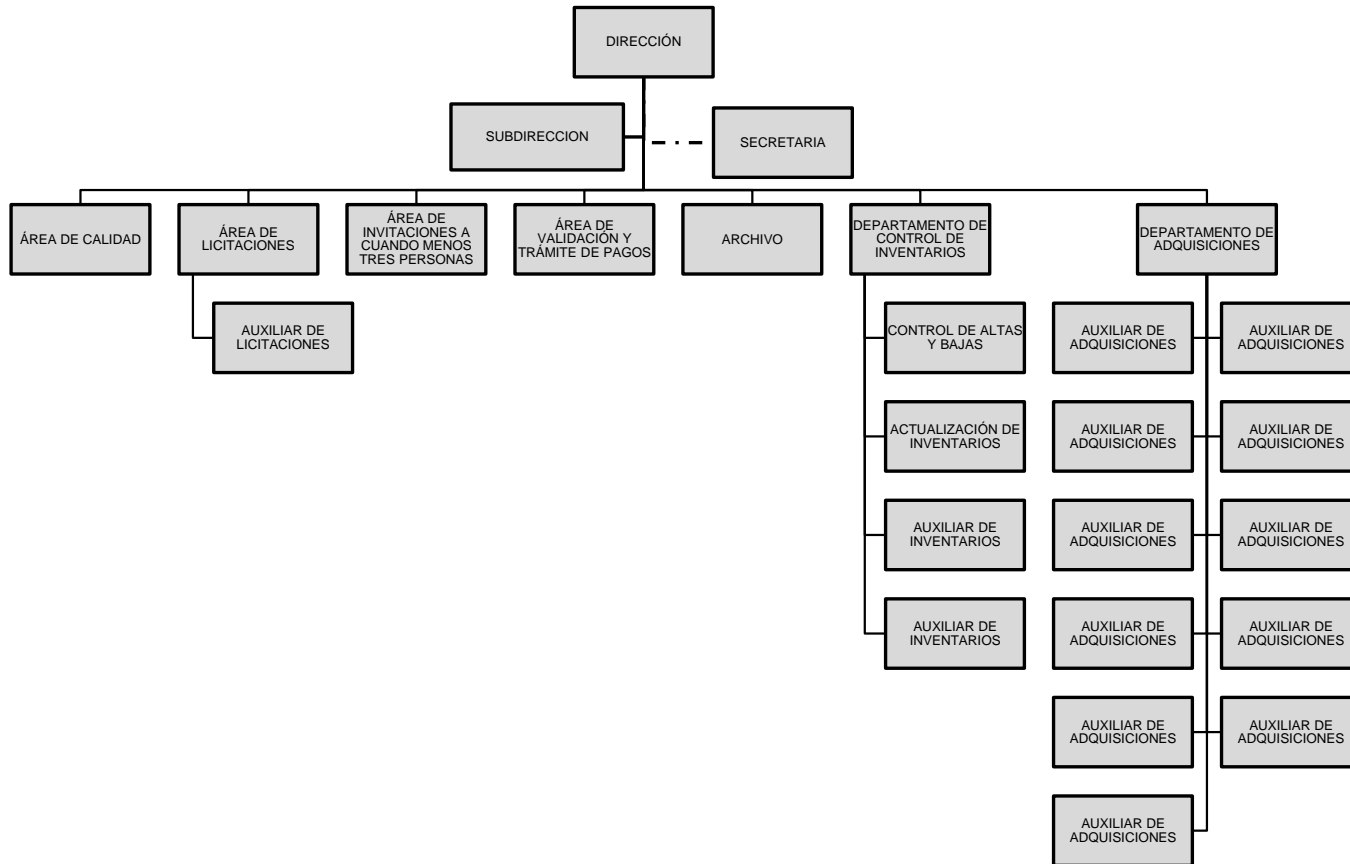 DIRECCIÓN
SUBDIRECCION
SECRETARIA
ÁREA DE CALIDAD
ÁREA DE
LICITACIONES
ÁREA DE
INVITACIONES A
CUANDO MENOS
TRES PERSONAS
ÁREA DE
VALIDACIÓN Y
TRÁMITE DE PAGOS
ARCHIVO
DEPARTAMENTO DE
CONTROL DE
INVENTARIOS
DEPARTAMENTO DE
ADQUISICIONES
AUXILIAR DE
LICITACIONES
CONTROL DE ALTAS
Y BAJAS
AUXILIAR DE
ADQUISICIONES
AUXILIAR DE
ADQUISICIONES
ACTUALIZACIÓN DE
INVENTARIOS
AUXILIAR DE
ADQUISICIONES
AUXILIAR DE
ADQUISICIONES
AUXILIAR DE
INVENTARIOS
AUXILIAR DE
ADQUISICIONES
AUXILIAR DE
ADQUISICIONES
AUXILIAR DE
INVENTARIOS
AUXILIAR DE
ADQUISICIONES
AUXILIAR DE
ADQUISICIONES
AUXILIAR DE
ADQUISICIONES
AUXILIAR DE
ADQUISICIONES
AUXILIAR DE
ADQUISICIONES